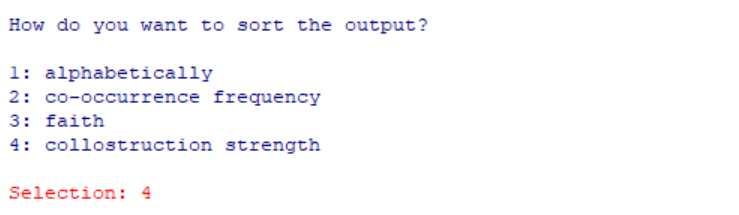 How do you want to sort the output?
1: alphabetically
2: co-occurrence frequency
3: faith
4: collostruction strength
Selection: 4